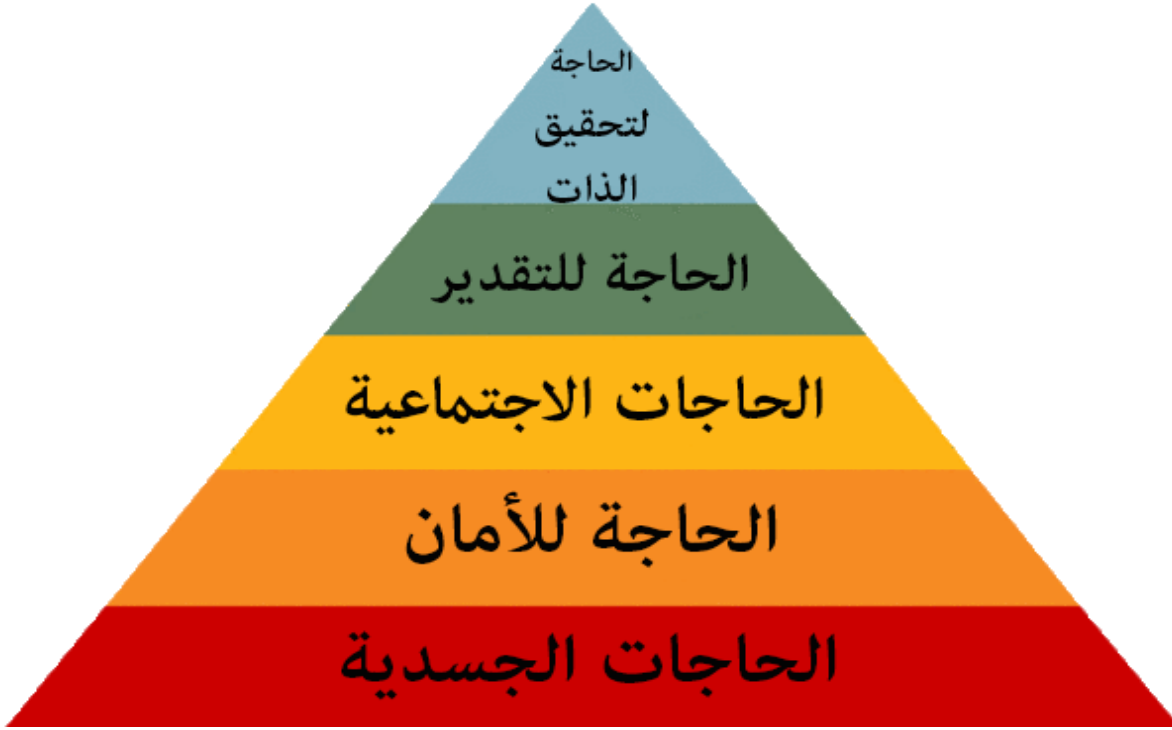 الحاجة
لتحقيق
الذات
الحاجة للتقدير
الحاجات الاجتماعية
الحاجة للأمان
الحاجات الجسدية